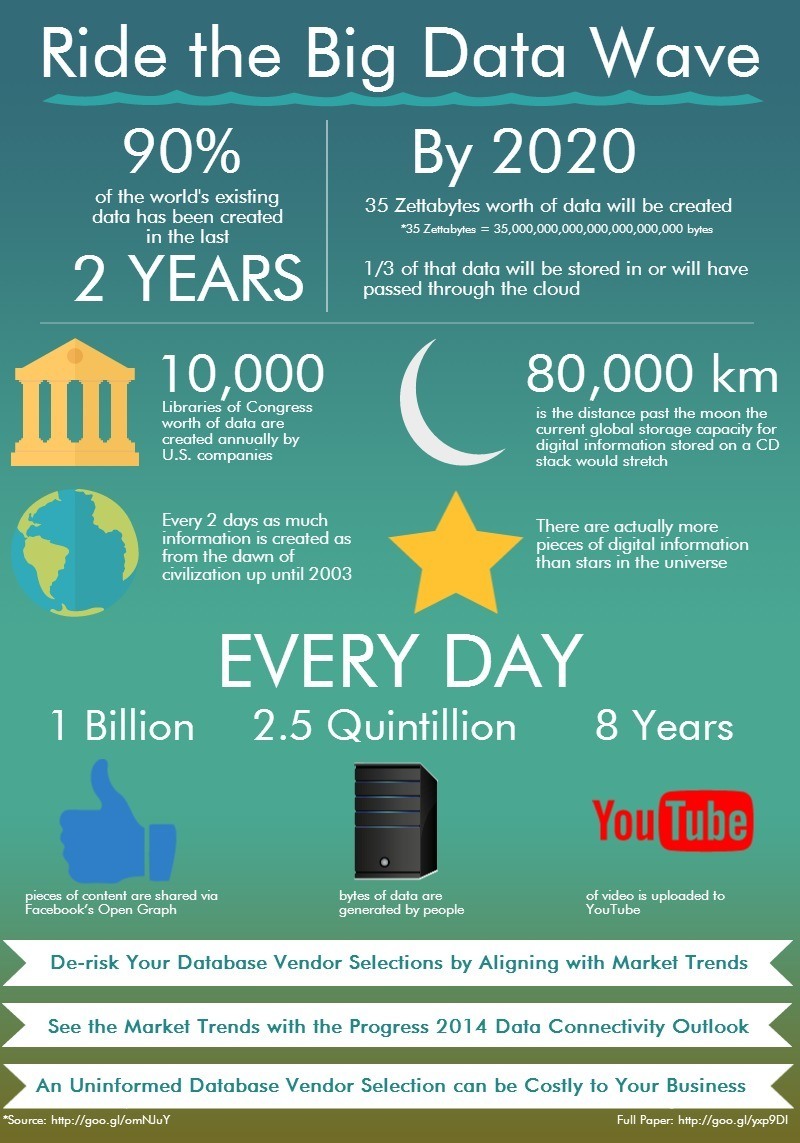 Ride the Big Data Wave
90%
of the world's existing
data has been created
in the last
2 YEARS
By 2020
35 Zettabytes worth of data will be created
*35 Zettabytes = 35,000,000,000,000,000,000,000 bytes
1/3 of that data will be stored in or will have
passed through the cloud
10,000
Libraries of Congress
worth of data are
created annually by
U.S. companies
80,000 km
is the distance past the moon the
current global storage capacity for
digital information stored on a CD
stack would stretch
Every 2 days as much
information is created as
from the dawn of
civilization up until 2003
There are actually more
pieces of digital information
than stars in the universe
EVERY DAY
1 Billion
pieces of content are shared via
Facebook's Open Graph
2.5 Quintillion
bytes of data are
generated by people
8 Years
YouTube
of video is uploaded to
YouTube
De-risk Your Database Vendor Selections by Aligning with Market Trends
See the Market Trends with the Progress 2014 Data Connectivity Outlook
An Uninformed Database Vendor Selection can be Costly to Your Business
*Source: http://goo.gl/omNJuY
Full Paper: http://goo.gl/yxp9DI